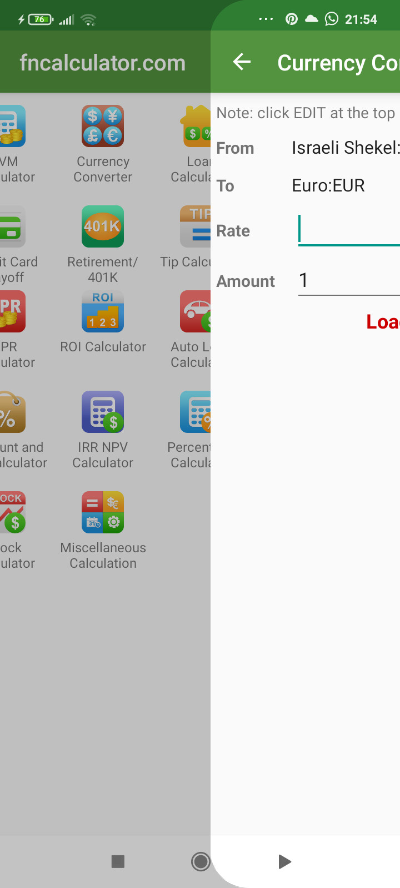 76
21:54
fncalculator.com
Currency Co
Note: click EDIT at the top
From
Israeli Shekel:
To
Euro:EUR
Rate
Amount
1
Loa
VM
ulator
Currency
Converter
Loan
Calcula
it Card
yoff
401K
Retirement/
401K
TIP
Tip Calcu
PR
PR
ulator
ROI
1 2 3
ROI Calculator
Auto L
Calcula
unt and
lculator
IRR NPV
Calculator
Percent
Calcula
OCK
ock
ulator
Miscellaneous
Calculation